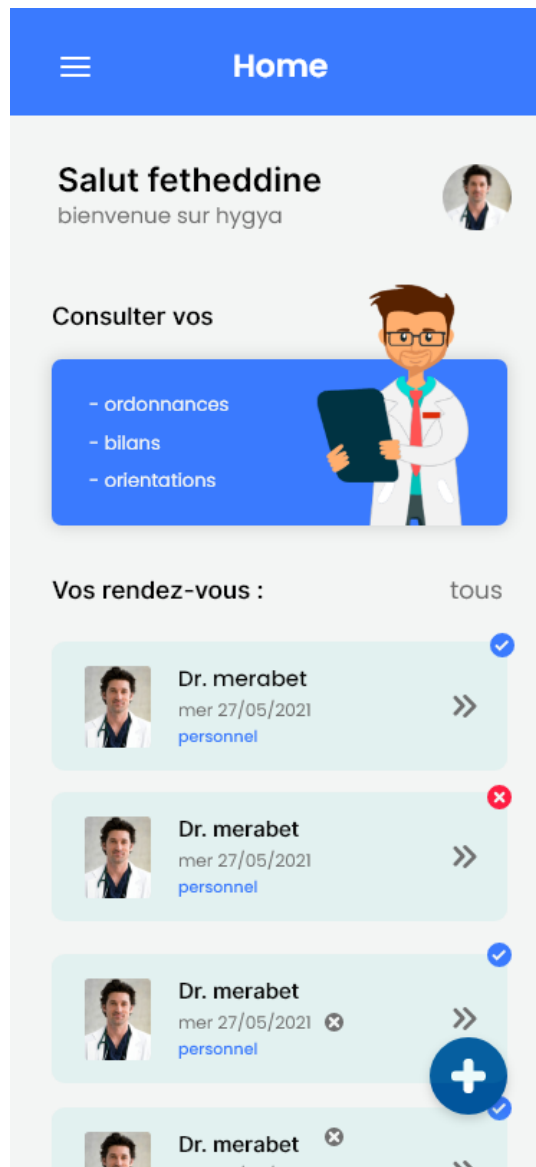 Home
Salut fetheddine
bienvenue sur hygya
Consulter vos
- ordonnances
- bilans
- orientations
Vos rendez-vous :
tous
Dr. merabet
mer 27/05/2021
personnel
Dr. merabet
mer 27/05/2021
personnel
Dr. merabet
mer 27/05/2021
personnel
Dr. merabet